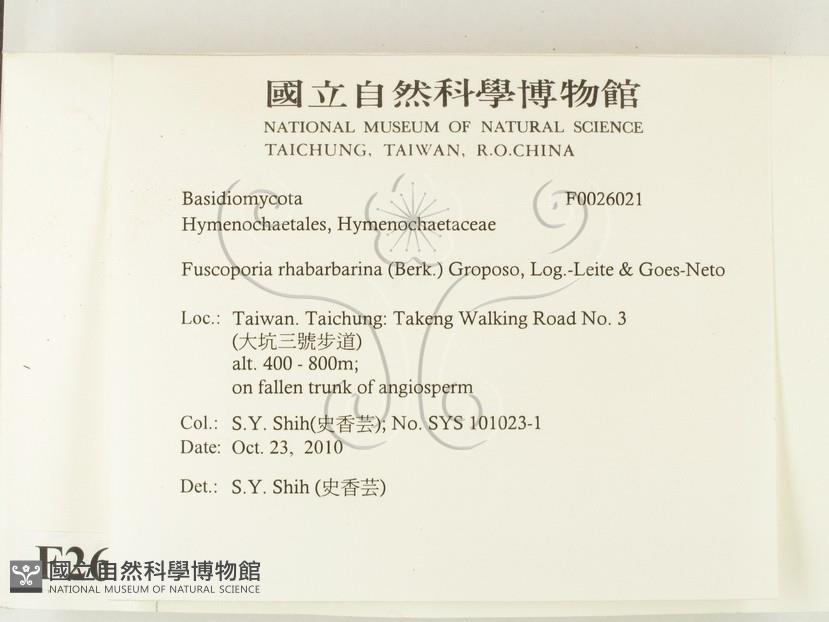 國立自然科學博物館
NATIONAL MUSEUM OF NATURAL SCIENCE
TAICHUNG, TAIWAN, R.O.CHINA
Basidiomycota F0026021
Hymenochaetales, Hymenochaetaceae
Fuscoporia rhabarbarina (Berk.) Groposo, Log.-Leite & Goes-Neto
Loc.: Taiwan. Taichung: Takeng Walking Road No. 3
(大坑三號步道)
alt. 400 - 800m;
on fallen trunk of angiosperm
Col.: S.Y. Shih(史香芸); No. SYS 101023-1
Date: Oct. 23, 2010
Det.: S.Y. Shih (史香芸)
F26
國立自然科學博物館
NATIONAL MUSEUM OF NATURAL SCIENCE